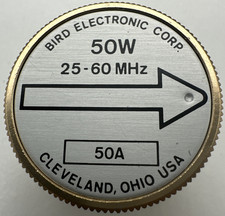 BIRD ELECTRONIC CORP.
50W
25-60 MHz
50A
CLEVELAND, OHIO USA